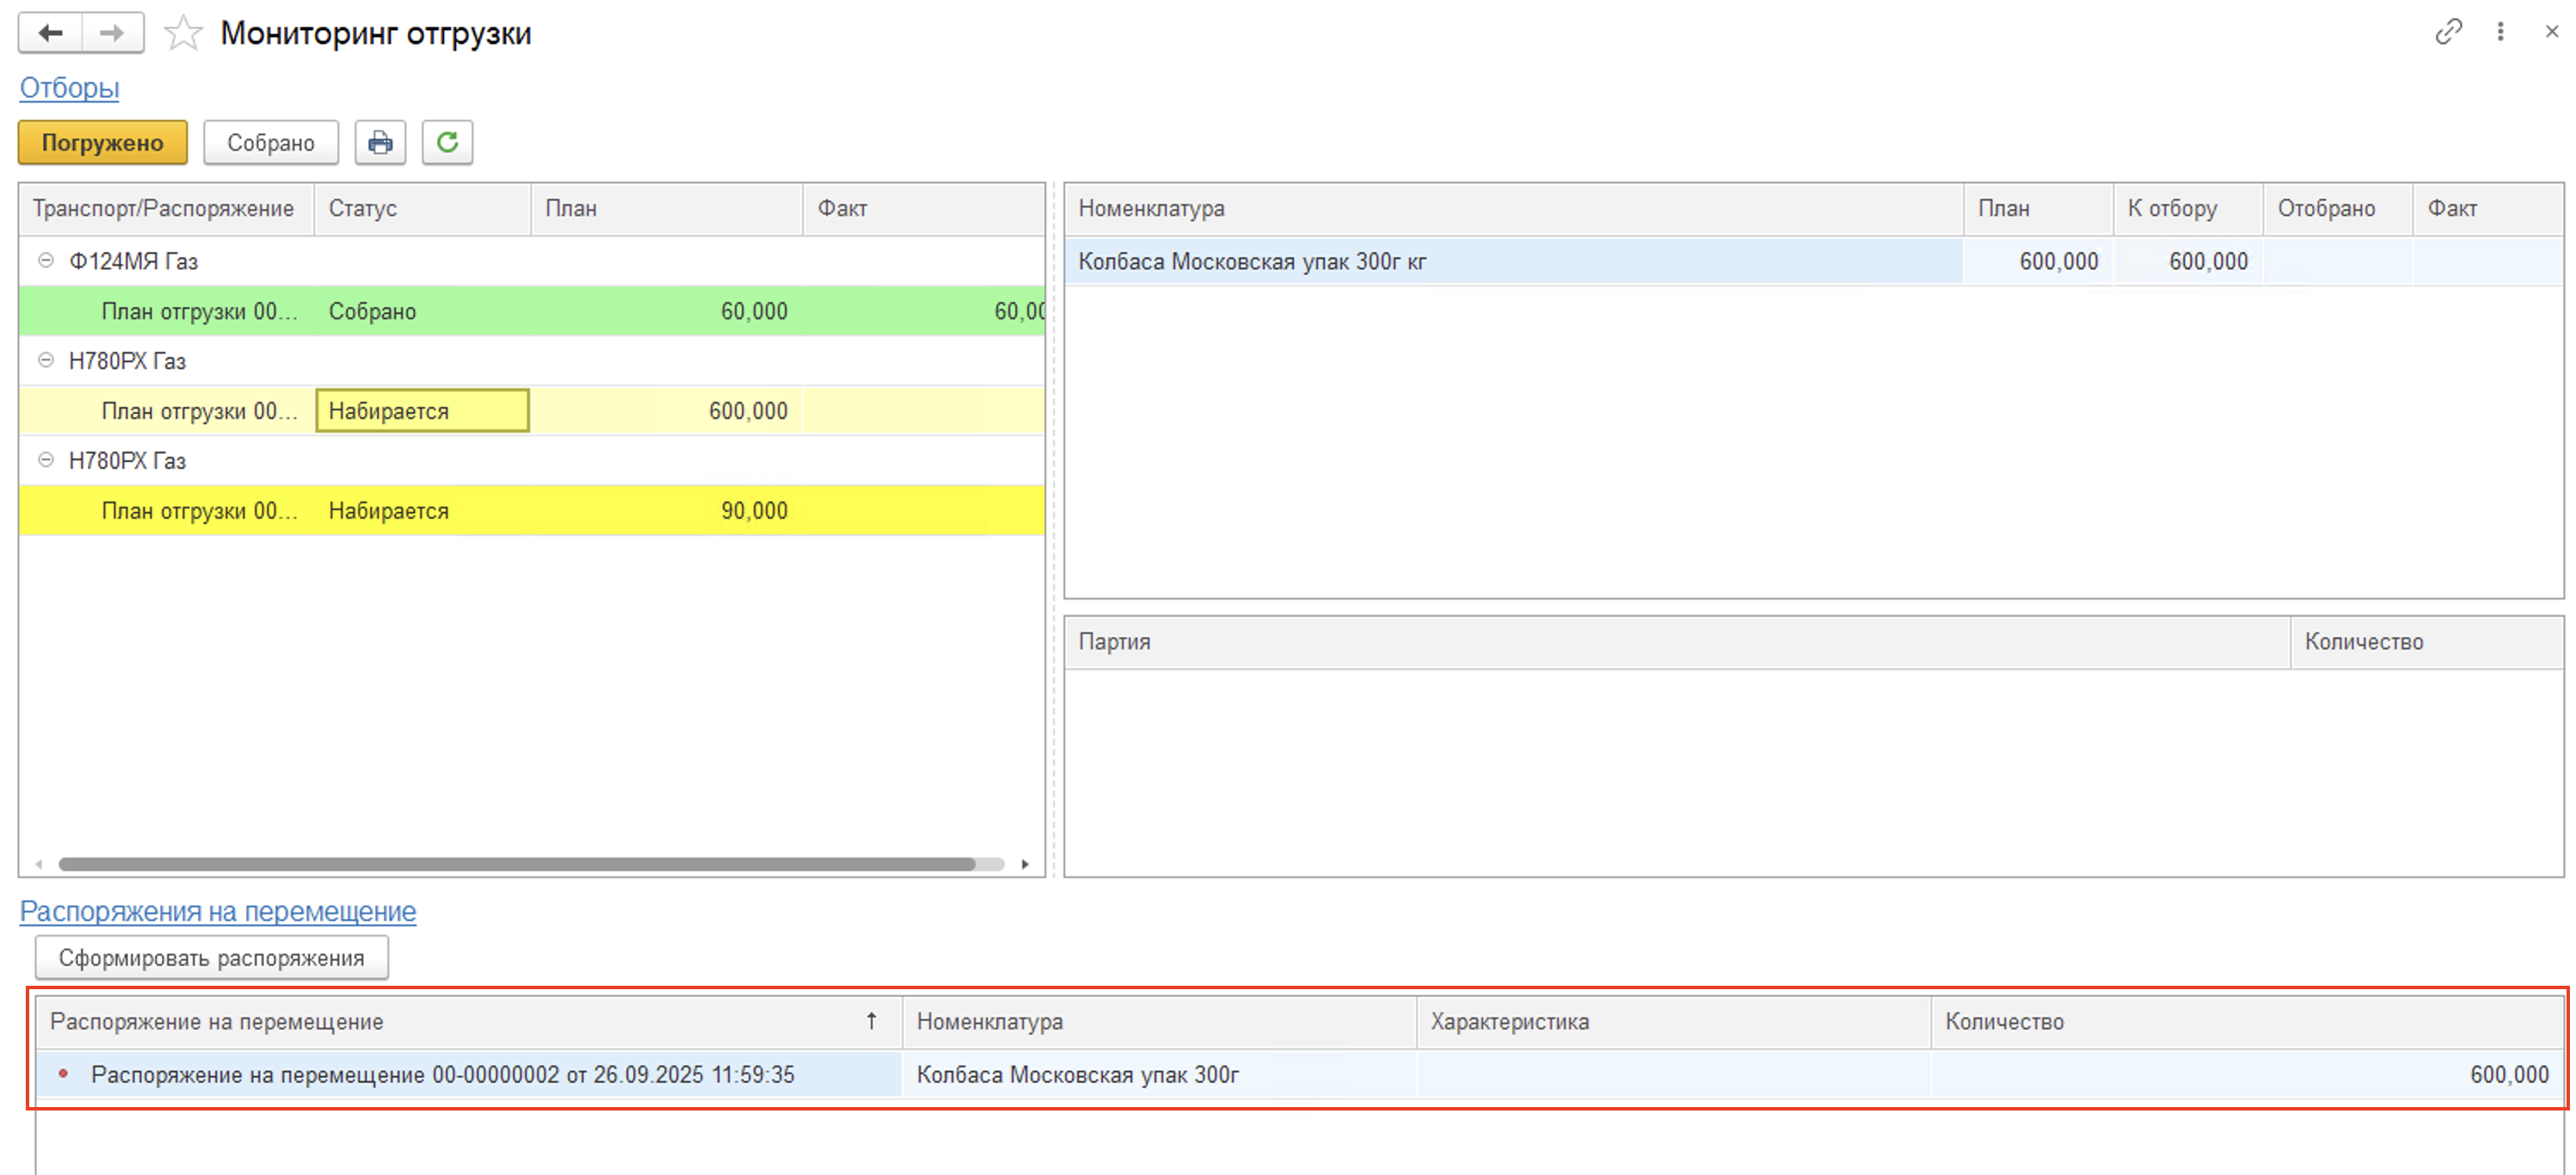 Мониторинг отгрузки
Отборы
Погружено Собрано
Транспорт/Распоряжение Статус План Факт
Ф124МЯ Газ
План отгрузки 00... Собрано 60,000 60,00
Н780РХ Газ
План отгрузки 00... Набирается 600,000
Н780РХ Газ
План отгрузки 00... Набирается 90,000
Номенклатура План К отбору Отобрано Факт
Колбаса Московская упак 300г кг 600,000 600,000
Партия Количество
Распоряжения на перемещение
Сформировать распоряжения
Распоряжение на перемещение ↑ Номенклатура Характеристика Количество
Распоряжение на перемещение 00-00000002 от 26.09.2025 11:59:35 Колбаса Московская упак 300г 600,000